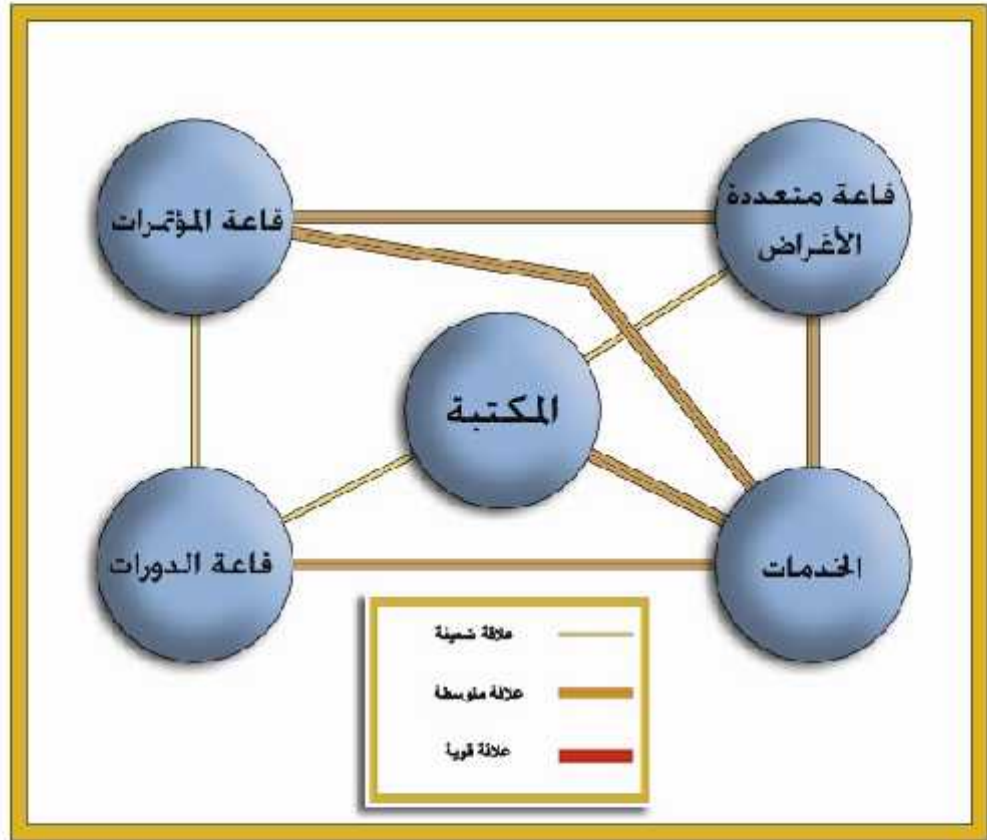 قاعة متعددة
الأغراض
قاعة المؤتمرات
المكتبة
الخدمات
قاعة الدورات
علاقة ضعيفة
علاقة متوسطة
علاقة قوية